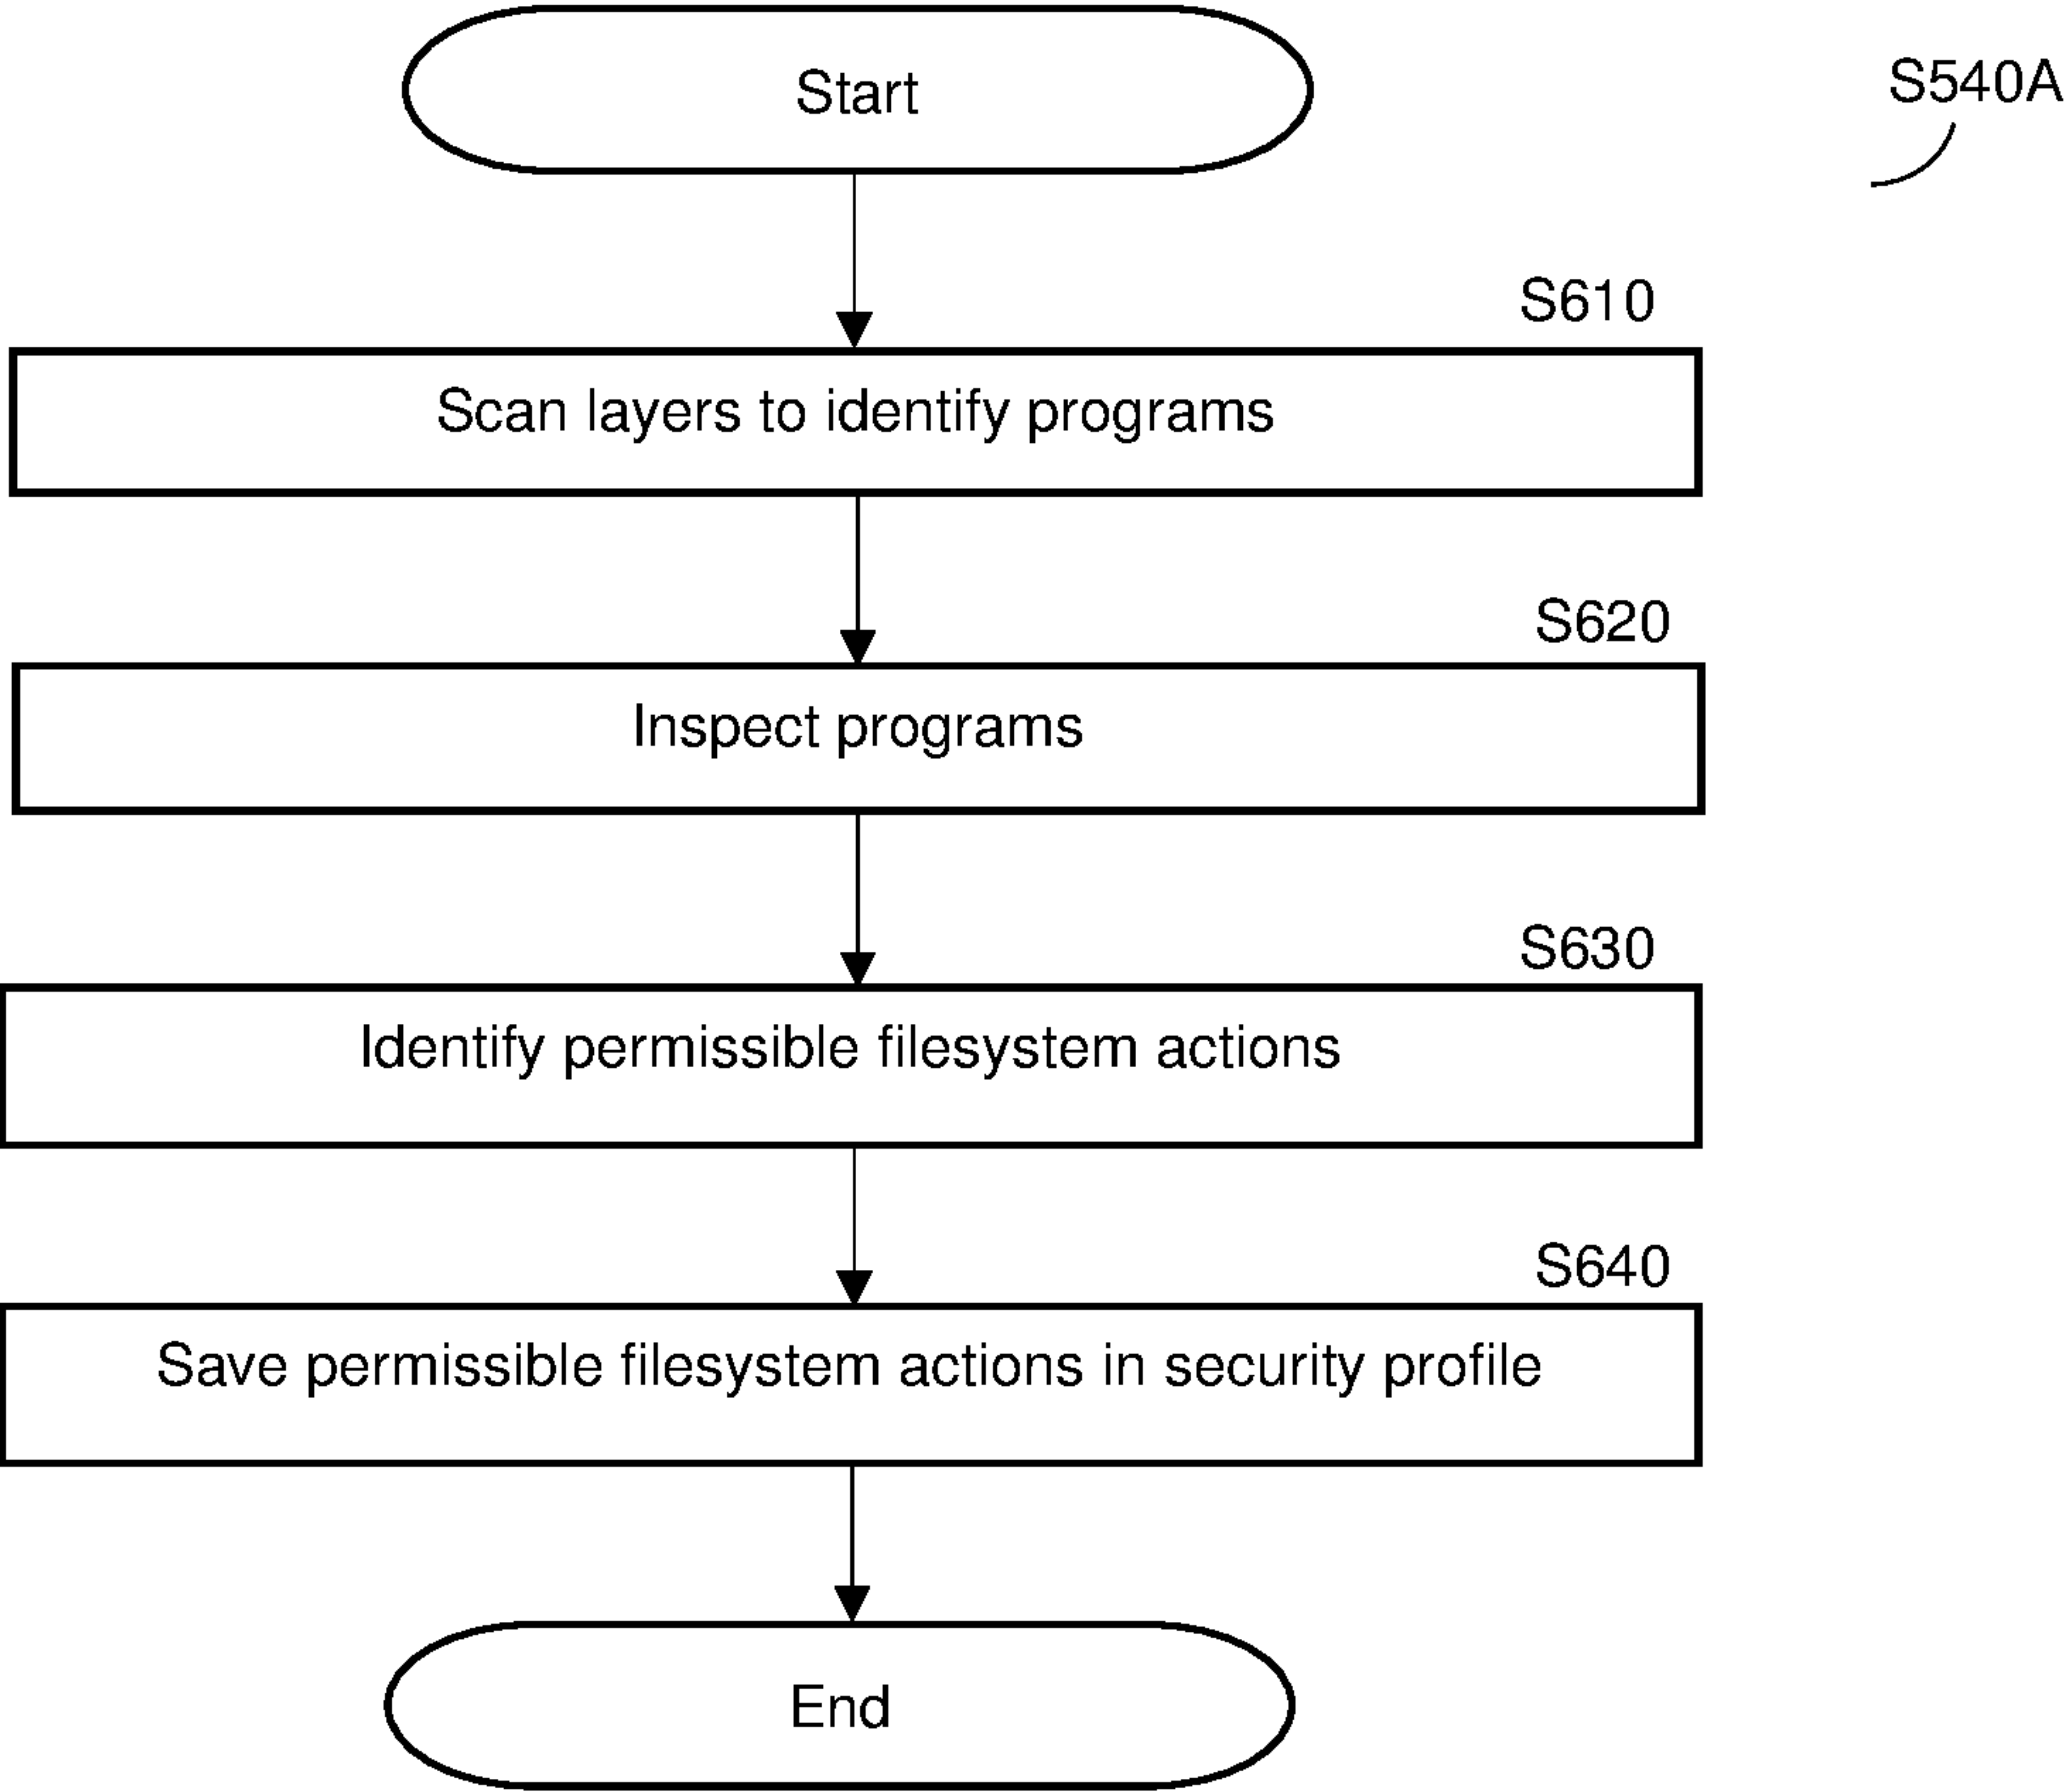 Start
S540A
S610
Scan layers to identify programs
S620
Inspect programs
S630
Identify permissible filesystem actions
S640
Save permissible filesystem actions in security profile
End